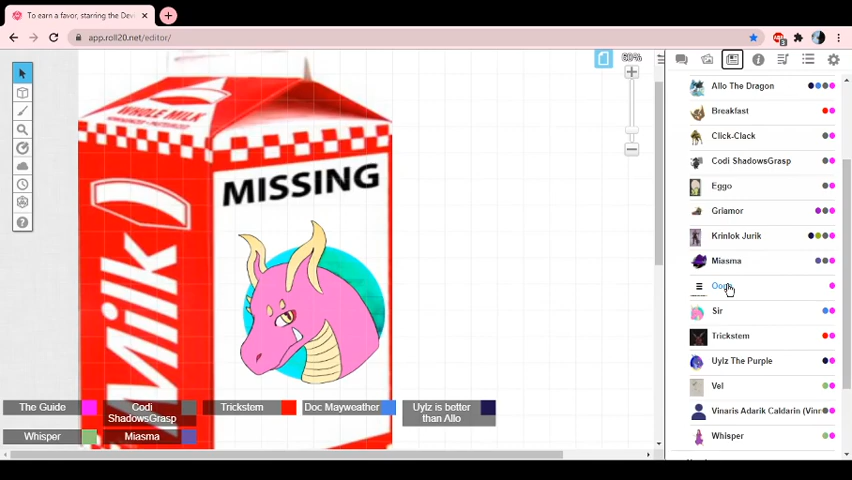 To earn a favor, starring the Dev
app.roll20.net/editor/
60%
WHOLE MILK
MISSING
Milk
Allo The Dragon
Breakfast
Click-Clack
Codi ShadowsGrasp
Eggo
Griamor
Krinlok Jurik
Miasma
Sir
Trickstem
Uylz The Purple
Vel
Vinaris Adarik Caldarin (Vinr
Whisper
The Guide
Codi
ShadowsGrasp
Trickstem
Doc Mayweather
Uylz is better
than Allo
Whisper
Miasma